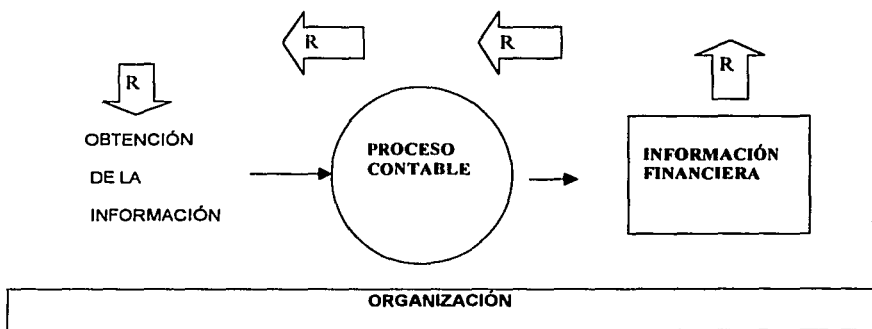 R
R
R
R
OBTENCIÓN
DE LA
INFORMACIÓN
PROCESO
CONTABLE
INFORMACIÓN
FINANCIERA
ORGANIZACIÓN